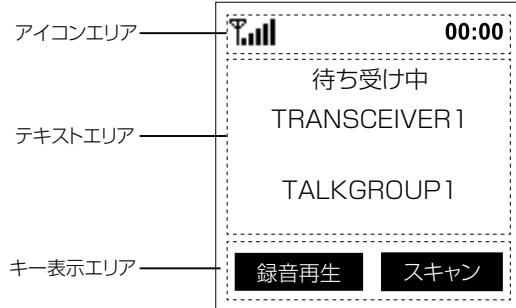 アイコンエリア
00:00
待ち受け中
TRANSCEIVER1
テキストエリア
TALKGROUP1
キー表示エリア
録音再生 スキャン